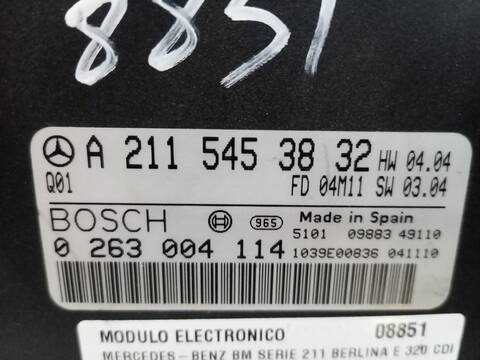 8851
A 211 545 38 32 HW 04.04
Q01 FD 04M11 SW 03.04
BOSCH 965 Made in Spain
5101 09883 49110
0 263 004 114 1039E00836 041110
MODULO ELECTRONICO 08851
MERCEDES-BENZ BM SERIE 211 BERLINA E 320 CDI